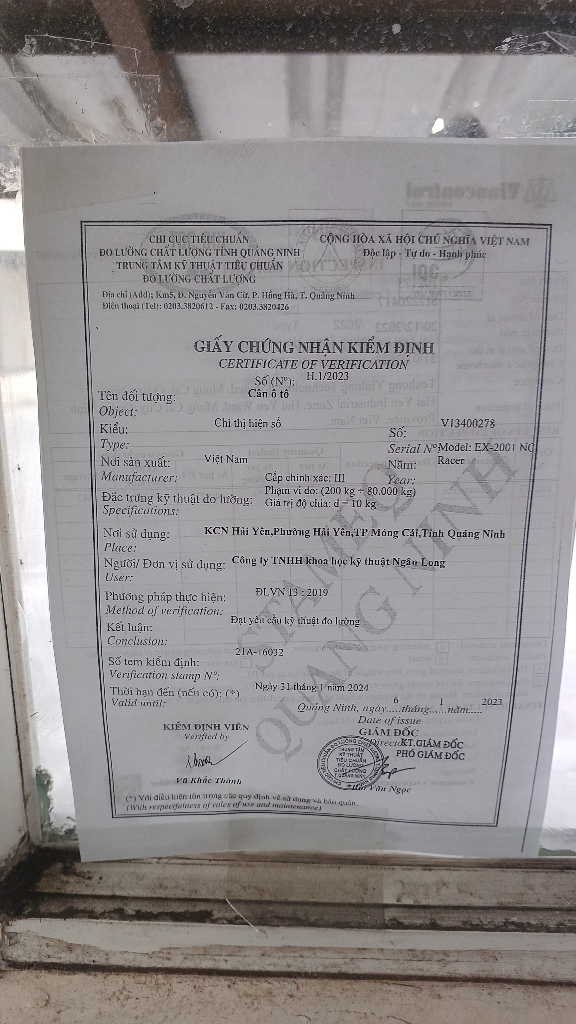 CHI CỤC TIÊU CHUẨN
ĐO LƯỜNG CHẤT LƯỢNG TỈNH QUẢNG NINH
TRUNG TÂM KỸ THUẬT TIÊU CHUẨN
ĐO LƯỜNG CHẤT LƯỢNG
CỘNG HÒA XÃ HỘI CHỦ NGHĨA VIỆT NAM
Độc lập - Tự do - Hạnh phúc
Địa chỉ (Add); Km5, Đ. Nguyễn Văn Cừ, P. Hồng Hà, T. Quảng Ninh
Điện thoại (Tel): 0203.3820612 - Fax: 0203.3820426
GIẤY CHỨNG NHẬN KIỂM ĐỊNH
CERTIFICATE OF VERIFICATION
Số (Nº): H.1/2023
Tên đối tượng: Cân ô tô
Object:
Kiểu: Chỉ thị hiện số Số: V13400278
Type: Serial Nº Model: EX-2001 NC
Nơi sản xuất: Việt Nam Năm: Racer
Manufacturer: Year:
Cấp chính xác: III
Đặc trưng kỹ thuật đo lường: Phạm vi đo: (200 kg ÷ 80.000 kg)
Specifications: Giá trị độ chia: d = 10 kg
Nơi sử dụng: KCN Hải Yên,Phường Hải Yên,TP Móng Cái,Tỉnh Quảng Ninh
Place:
Người/ Đơn vị sử dụng: Công ty TNHH khoa học kỹ thuật Ngân Long
User:
Phương pháp thực hiện: ĐLVN 13 : 2019
Method of verification:
Kết luận: Đạt yêu cầu kỹ thuật đo lường
Conclusion:
Số tem kiểm định: 21A-16032
Verification stamp Nº:
Thời hạn đến (nếu có): (*) Ngày 31 tháng 1 năm 2024
Valid until:
Quảng Ninh, ngày 6 tháng 1 năm 2023
Date of issue
KIỂM ĐỊNH VIÊN
Verified by
GIÁM ĐỐC
Director
KT.GIÁM ĐỐC
PHÓ GIÁM ĐỐC
Vũ Khắc Thành
Văn Ngọc
(*) Với điều kiện tôn trọng các quy định về sử dụng và bảo quản.
(With respectfulness of rules of use and maintenance)
STAMEQ
QUANG NINH